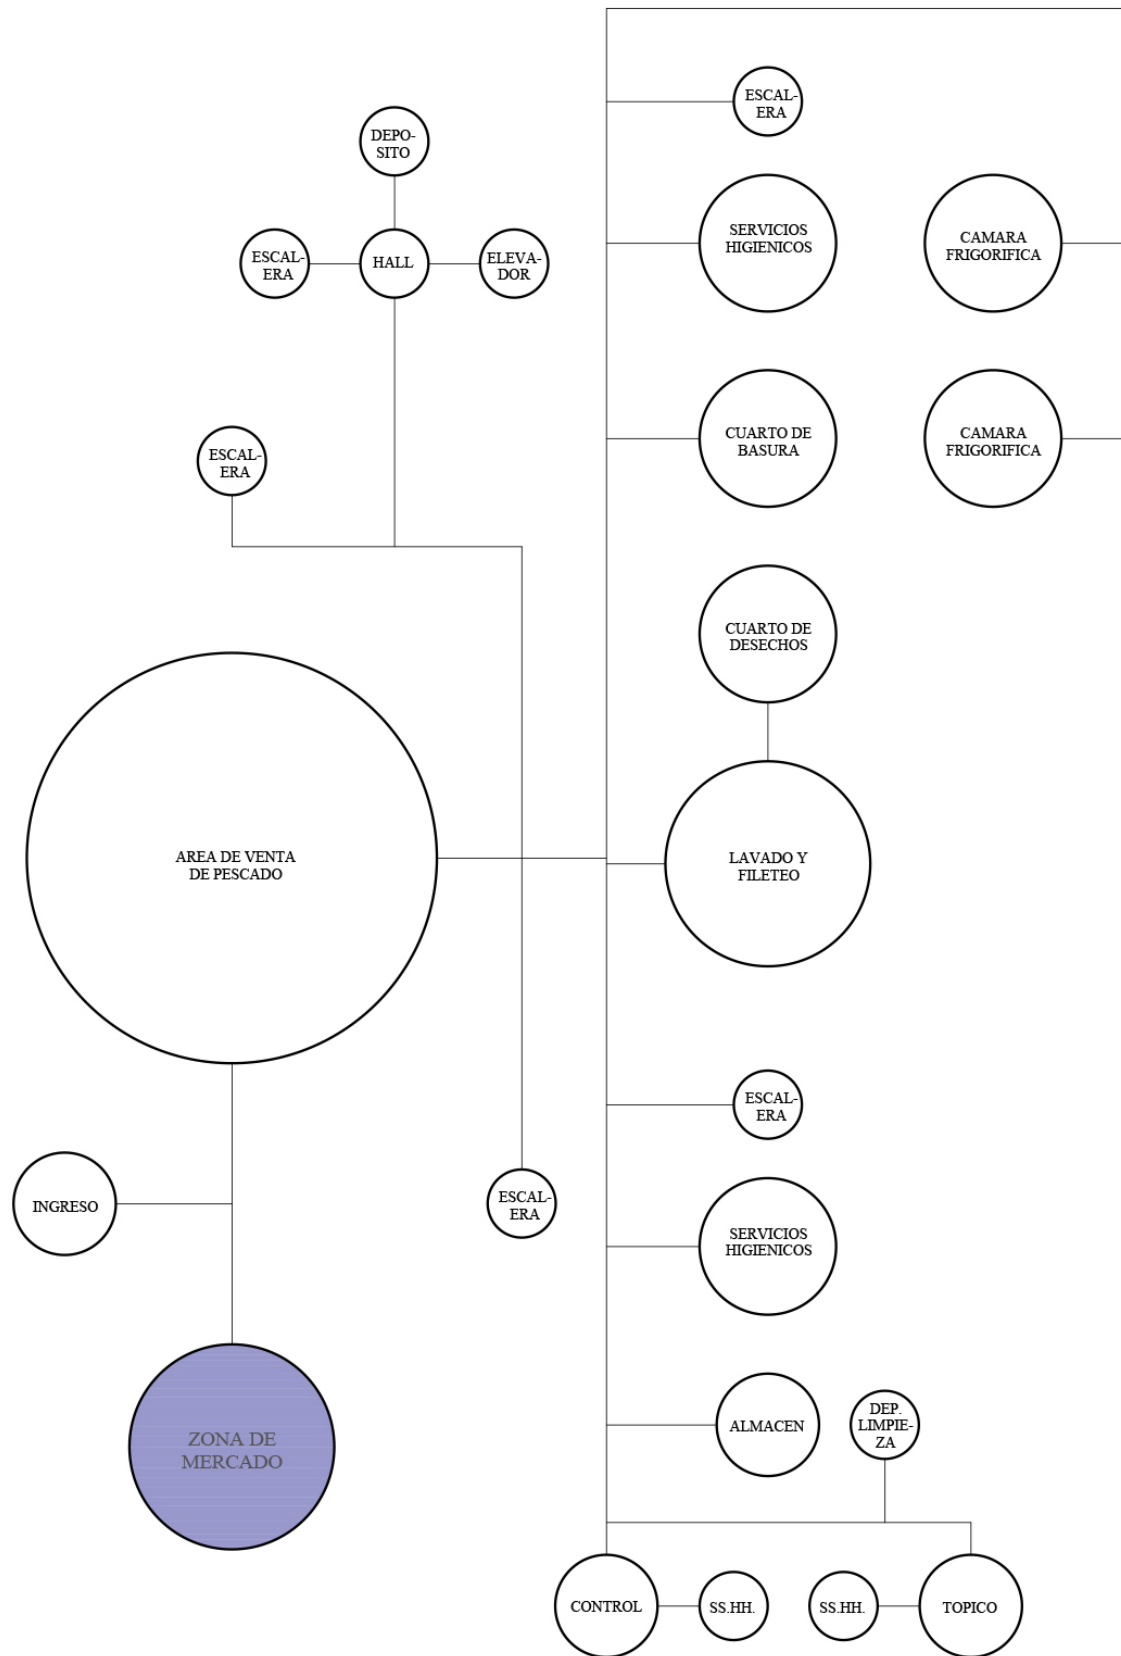 ESCAL-
ERA
DEPO-
SITO
SERVICIOS
HIGIENICOS
CAMARA
FRIGORIFICA
ESCAL-
ERA
HALL
ELEVA-
DOR
CUARTO DE
BASURA
CAMARA
FRIGORIFICA
ESCAL-
ERA
CUARTO DE
DESECHOS
AREA DE VENTA
DE PESCADO
LAVADO Y
FILETEO
ESCAL-
ERA
INGRESO
ESCAL-
ERA
SERVICIOS
HIGIENICOS
ZONA DE
MERCADO
ALMACEN
DEP.
LIMPIE-
ZA
CONTROL
SS.HH.
SS.HH.
TOPICO